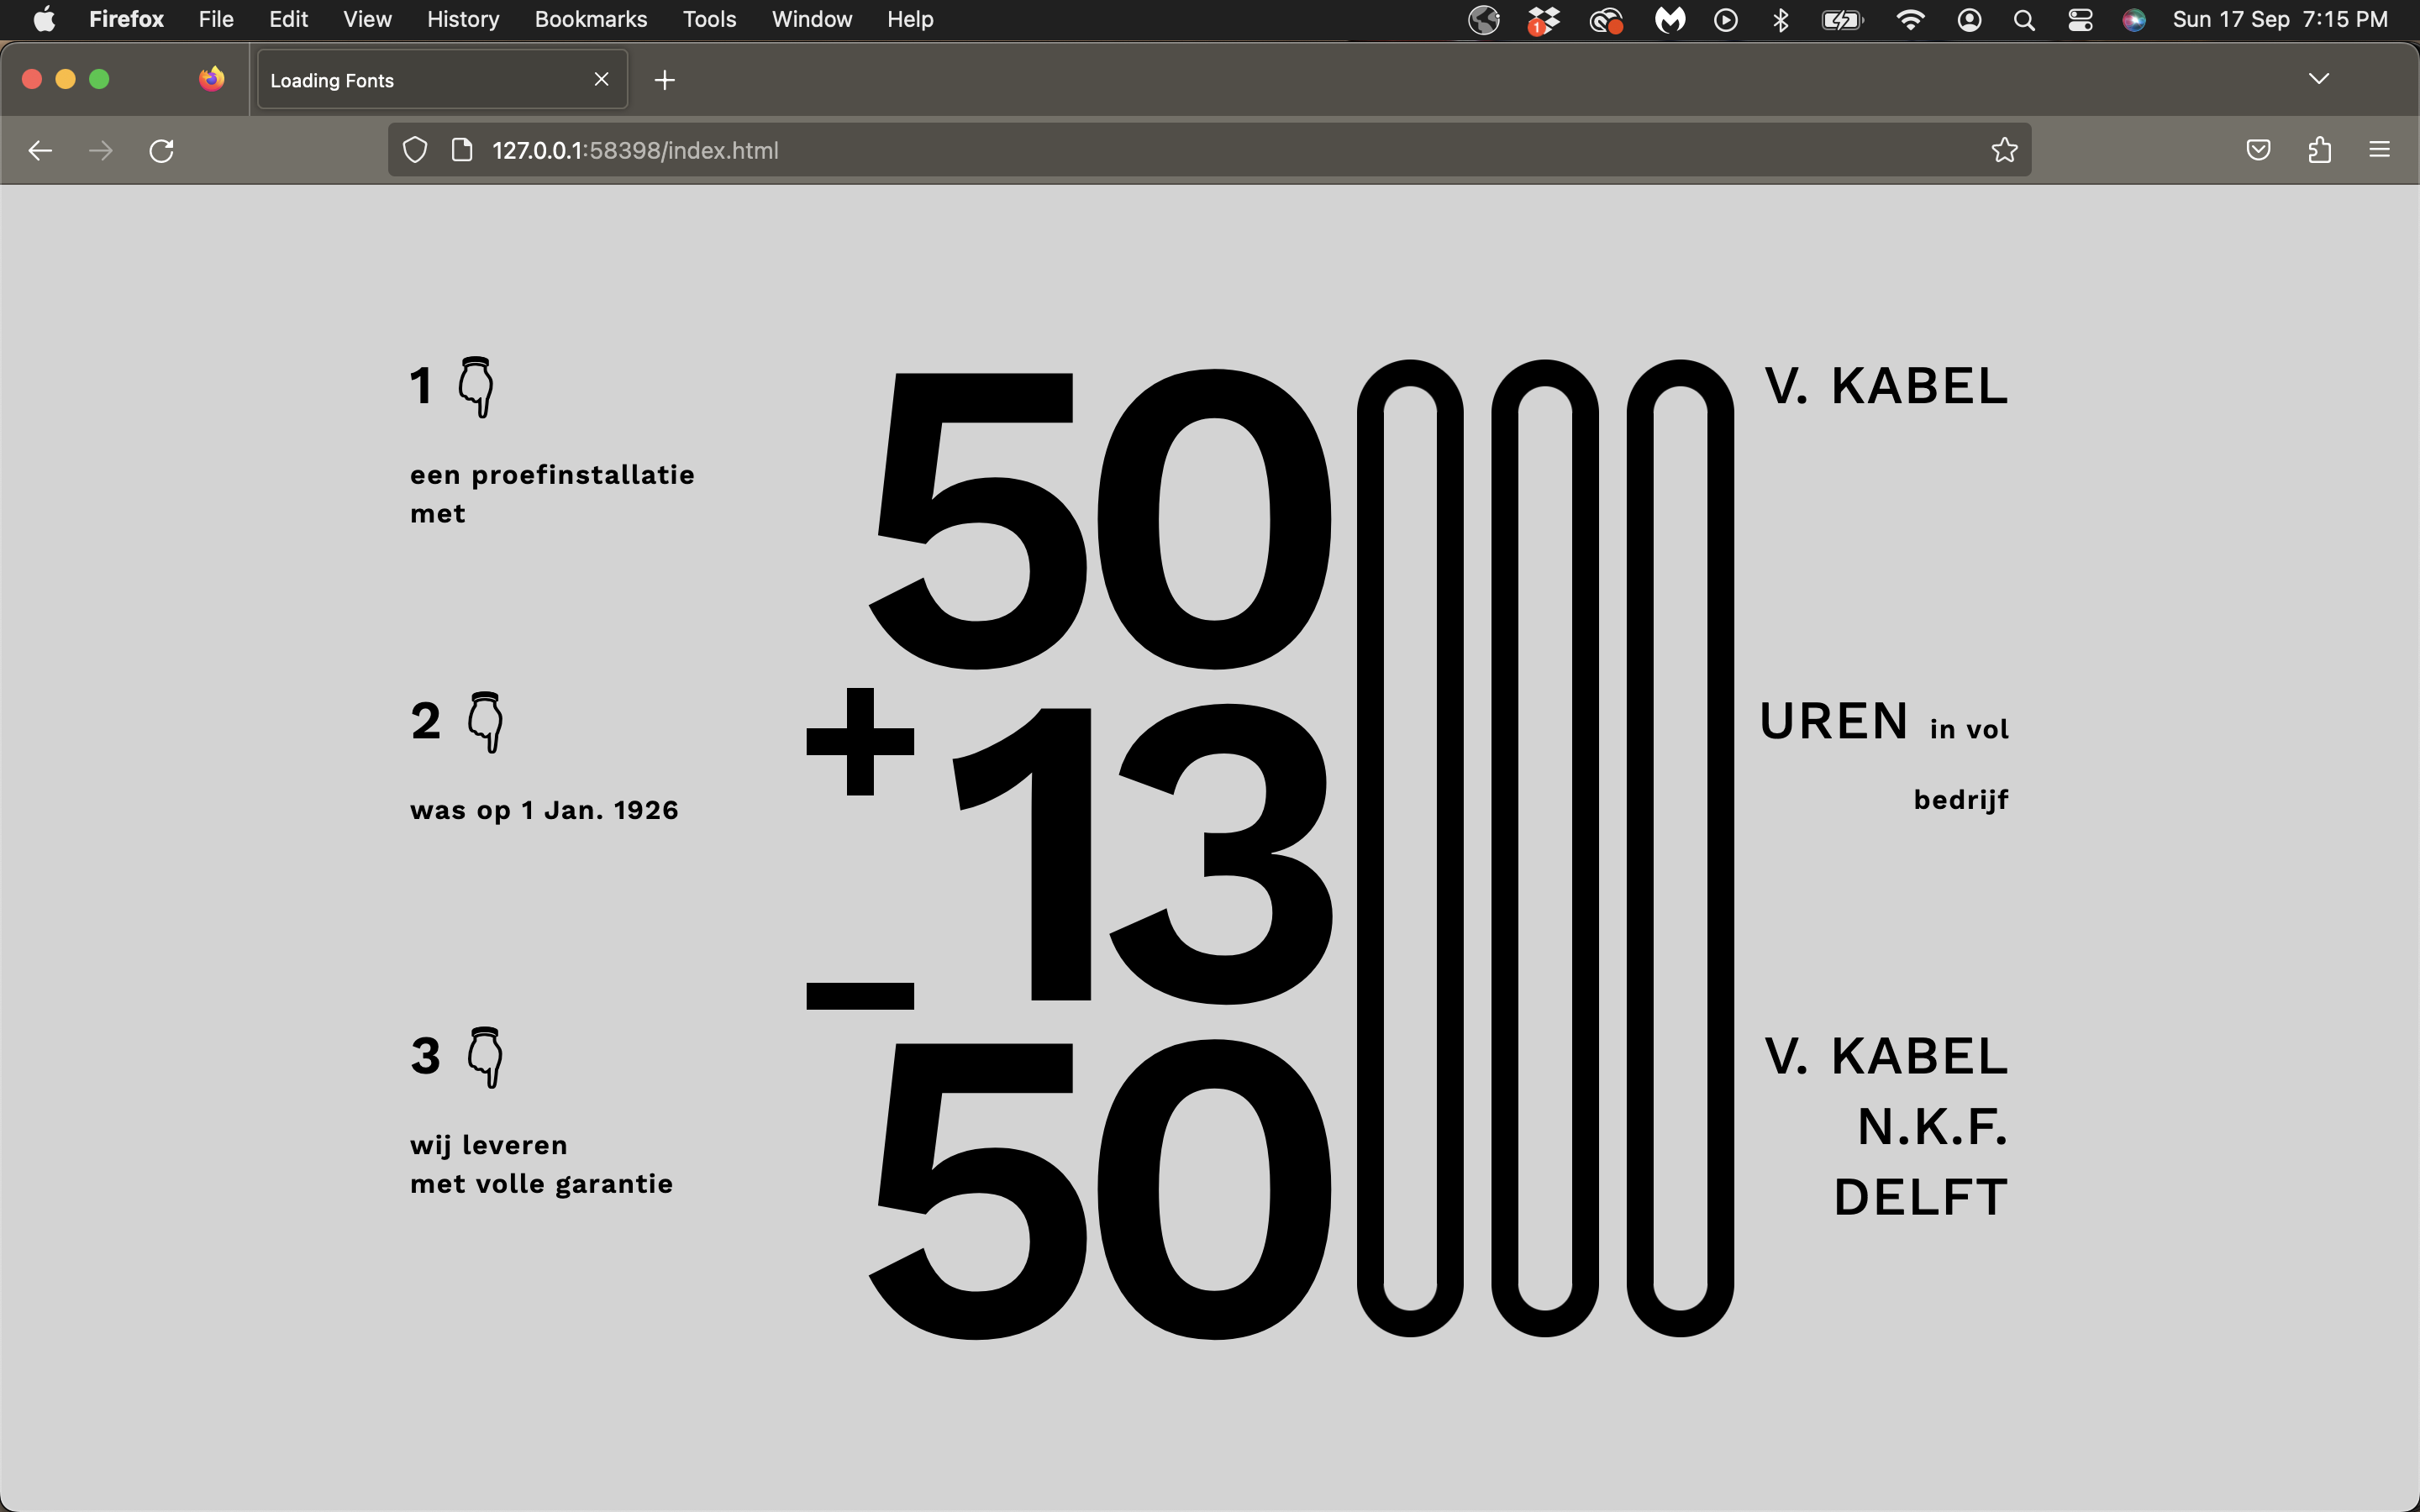 Firefox File Edit View History Bookmarks Tools Window Help
1
Sun 17 Sep 7:15 PM
Loading Fonts
127.0.0.1:58398/index.html
1 👇
een proefinstallatie
met
50
V. KABEL
2 👇
was op 1 Jan. 1926
+
13
UREN in vol
bedrijf
3 👇
wij leveren
met volle garantie
–
50
V. KABEL
N.K.F.
DELFT